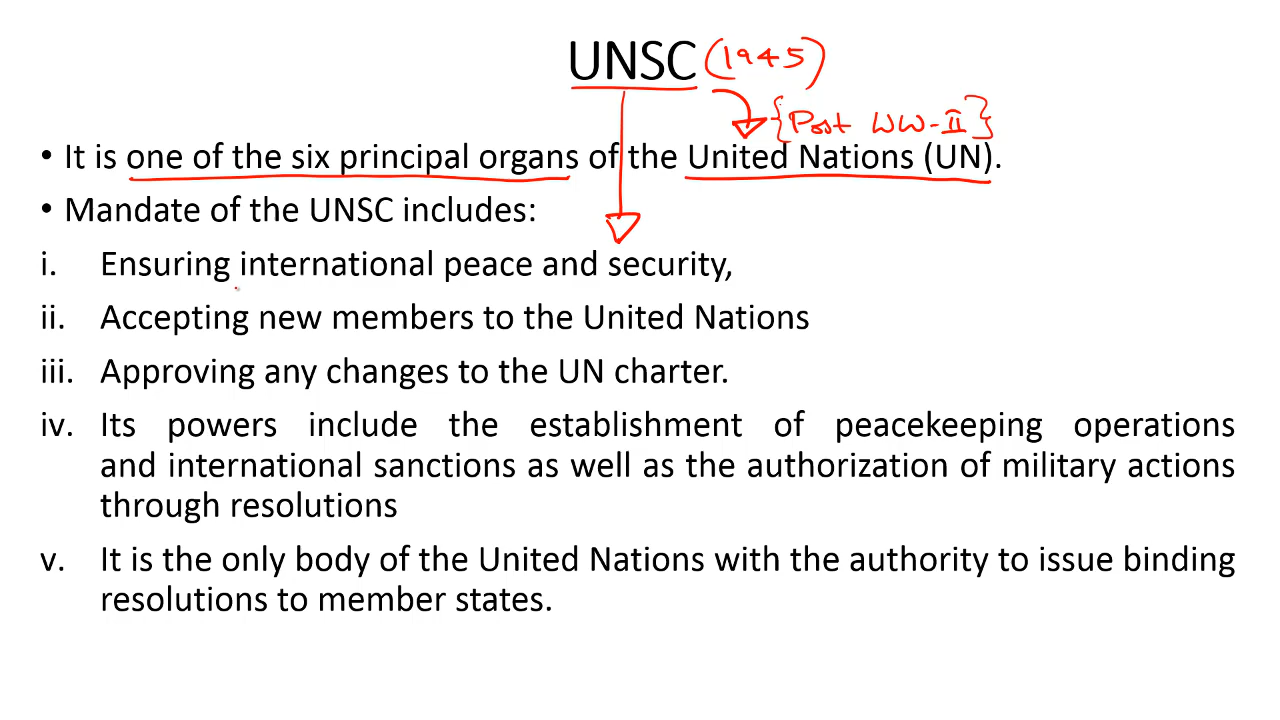 UNSC (1945)
{Post WW-II}
• It is one of the six principal organs of the United Nations (UN).
• Mandate of the UNSC includes:
i. Ensuring international peace and security,
ii. Accepting new members to the United Nations
iii. Approving any changes to the UN charter.
iv. Its powers include the establishment of peacekeeping operations
and international sanctions as well as the authorization of military actions
through resolutions
v. It is the only body of the United Nations with the authority to issue binding
resolutions to member states.